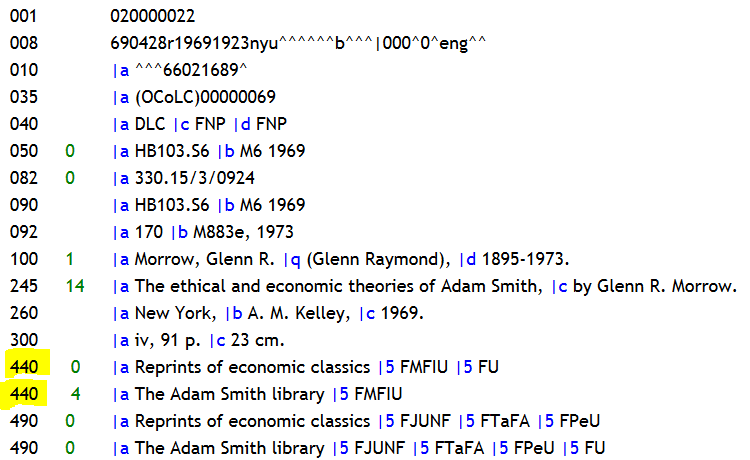 001 020000022
008 690428r19691923nyu^^^^^^b^^^|000^0^eng^^
010 |a ^^^66021689^
035 |a (OCoLC)00000069
040 |a DLC |c FNP |d FNP
050 0 |a HB103.S6 |b M6 1969
082 0 |a 330.15/3/0924
090 |a HB103.S6 |b M6 1969
092 |a 170 |b M883e, 1973
100 1 |a Morrow, Glenn R. |q (Glenn Raymond), |d 1895-1973.
245 14 |a The ethical and economic theories of Adam Smith, |c by Glenn R. Morrow.
260 |a New York, |b A. M. Kelley, |c 1969.
300 |a iv, 91 p. |c 23 cm.
440 0 |a Reprints of economic classics |5 FMFIU |5 FU
440 4 |a The Adam Smith library |5 FMFIU
490 0 |a Reprints of economic classics |5 FJUNF |5 FTaFA |5 FPeU
490 0 |a The Adam Smith library |5 FJUNF |5 FTaFA |5 FPeU |5 FU